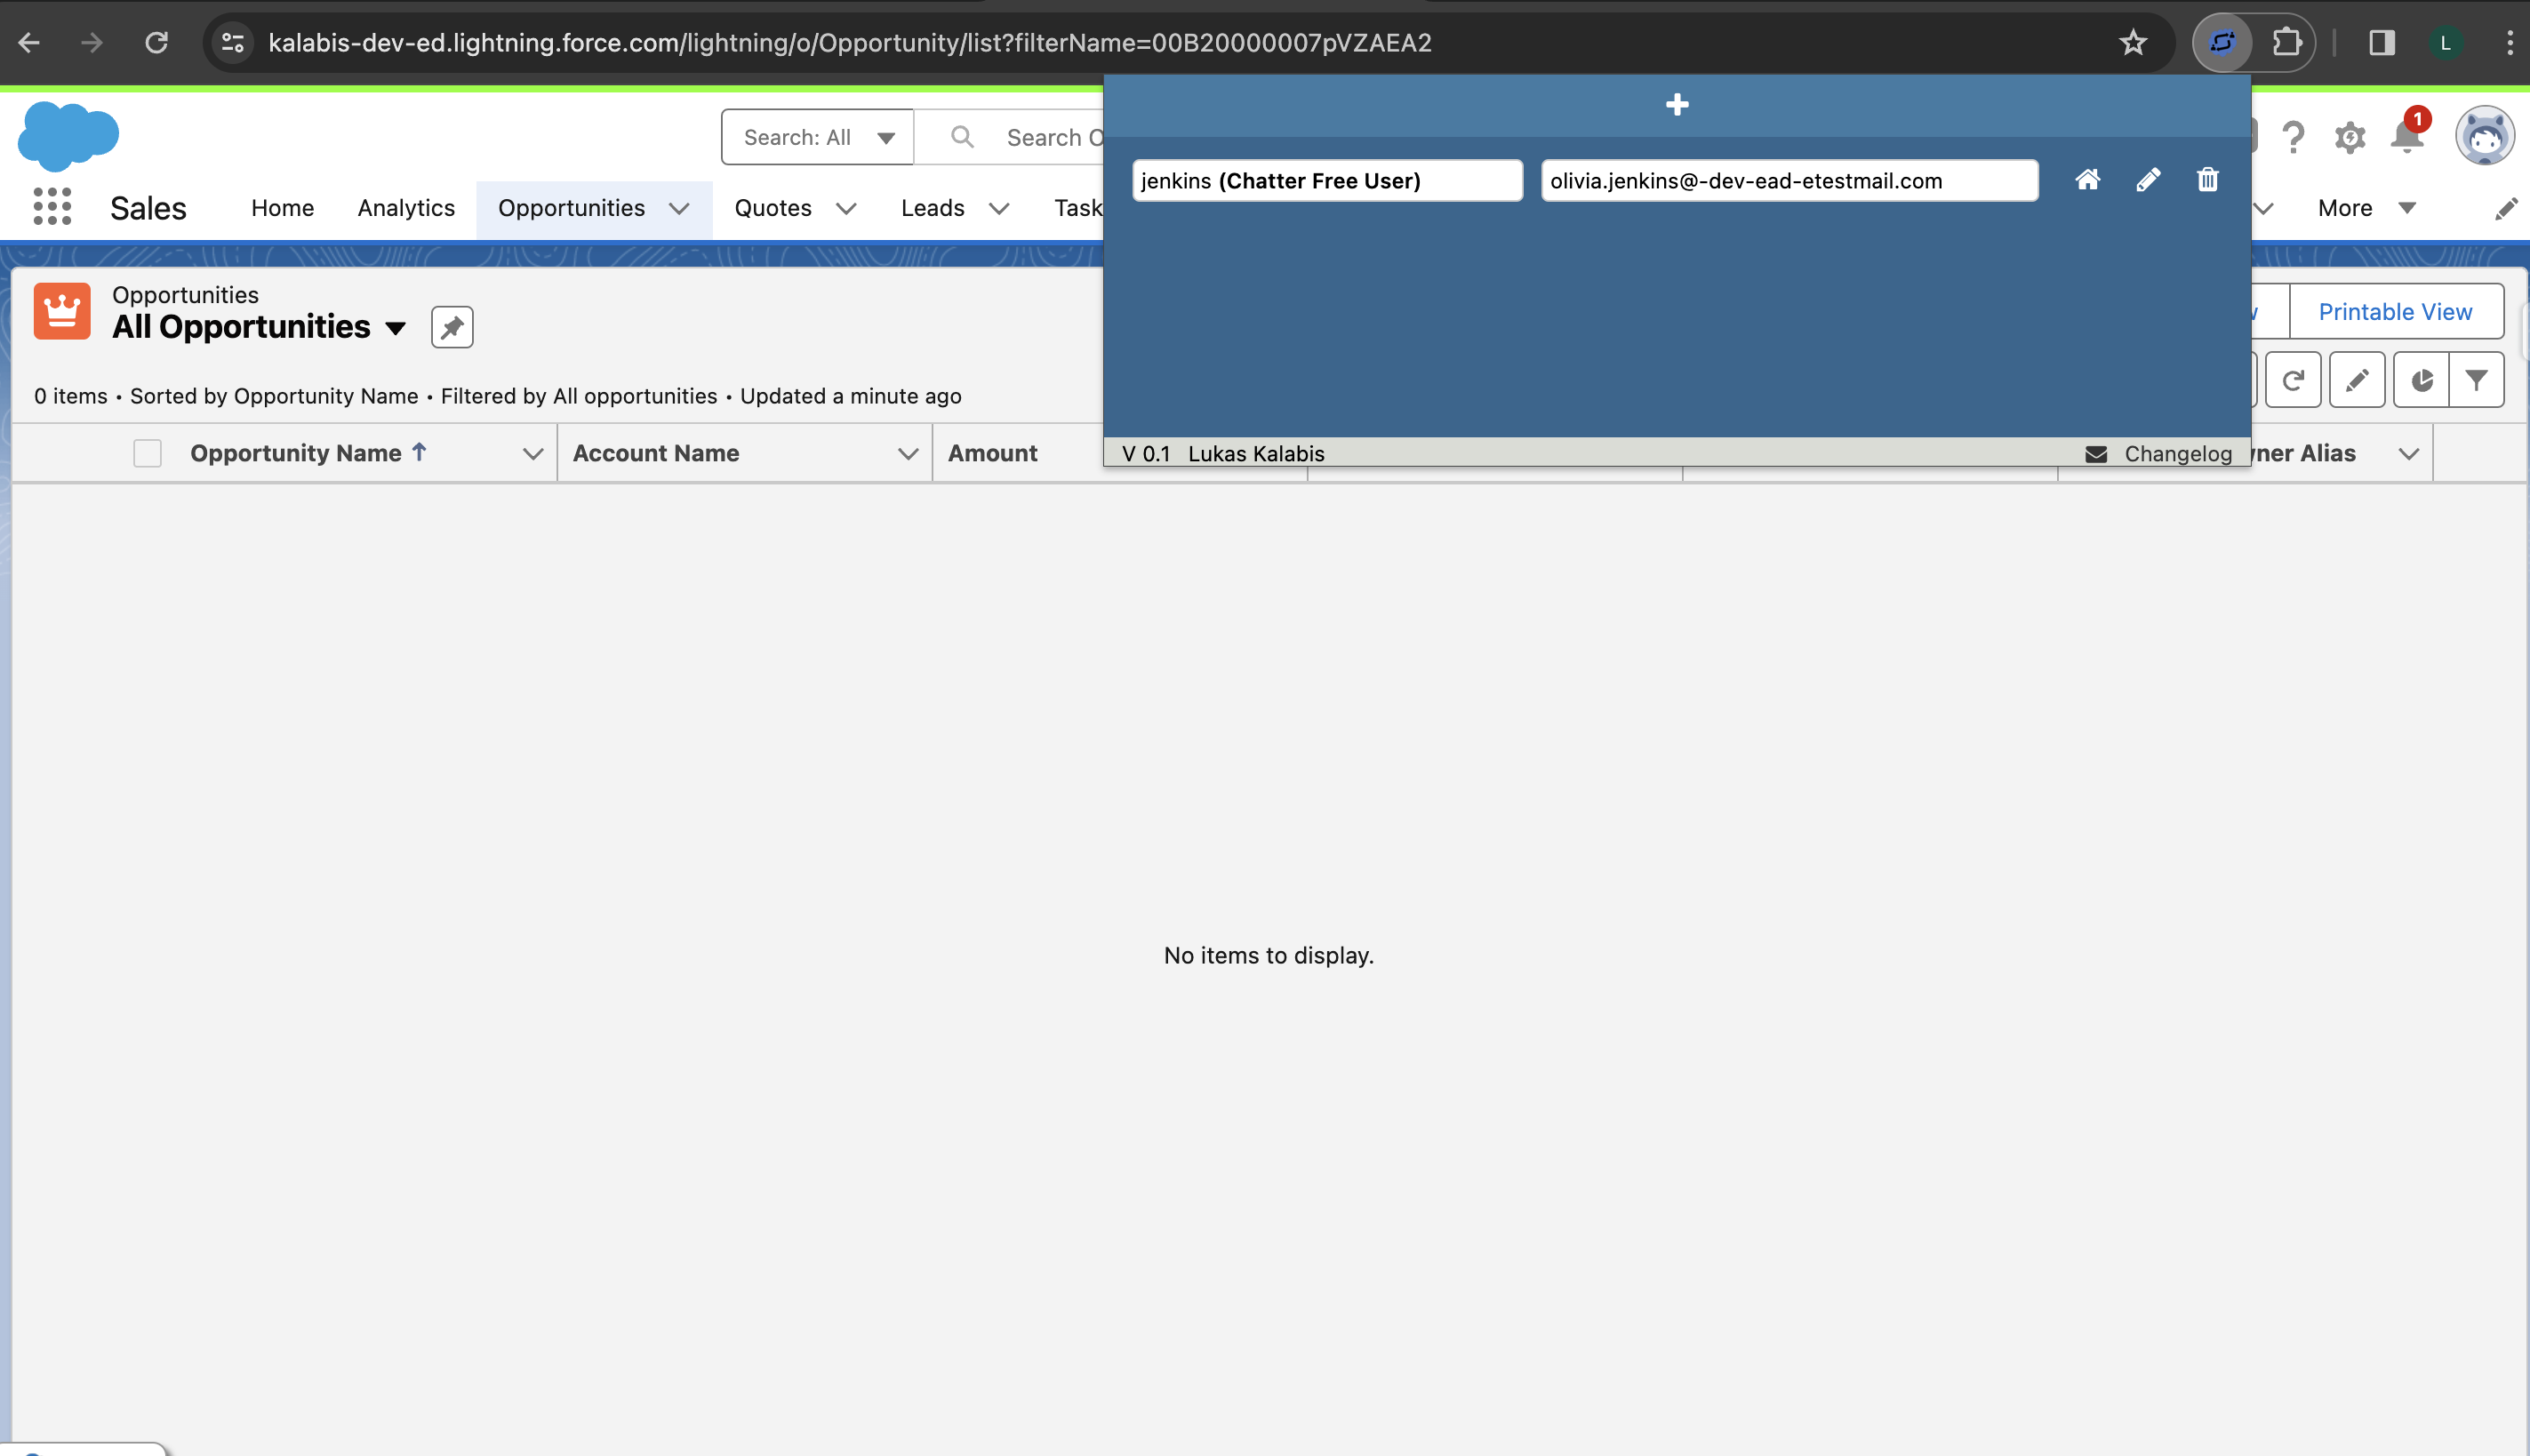 kalabis-dev-ed.lightning.force.com/lightning/o/Opportunity/list?filterName=00B20000007pVZAEA2
L
Search: All
Search
1
jenkins (Chatter Free User)
olivia.jenkins@-dev-ead-etestmail.com
Sales
Home
Analytics
Opportunities
Quotes
Leads
Task
More
Opportunities
All Opportunities
Printable View
0 items • Sorted by Opportunity Name • Filtered by All opportunities • Updated a minute ago
V 0.1 Lukas Kalabis
Changelog
Opportunity Name
Account Name
Amount
Alias
No items to display.